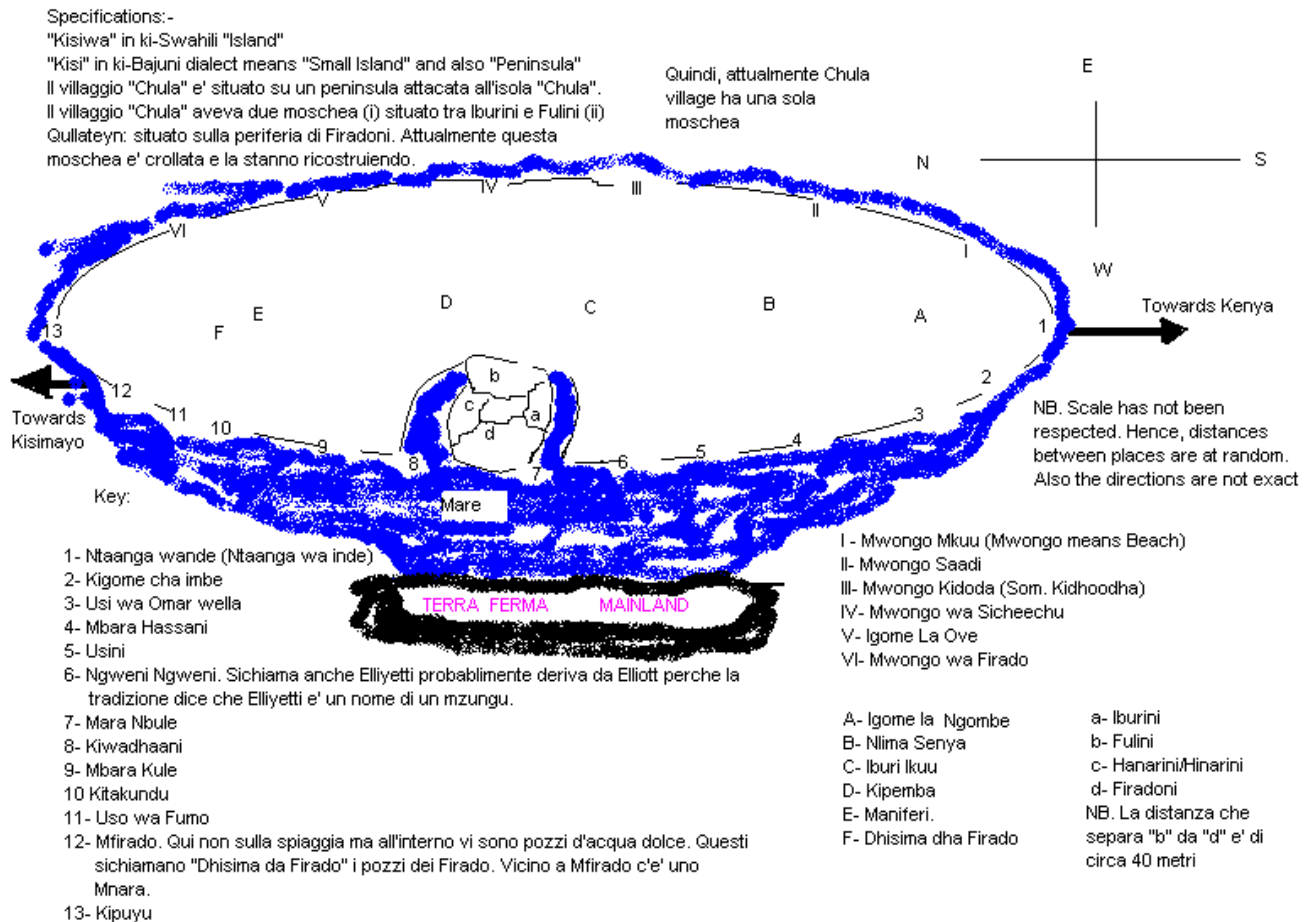 Specifications:-
"Kisiwa" in ki-Swahili "Island"
"Kisi" in ki-Bajuni dialect means "Small Island" and also "Peninsula"
Il villaggio "Chula" e' situato su un peninsula attacata all'isola "Chula".
Il villaggio "Chula" aveva due moschea (i) situato tra Iburini e Fulini (ii)
Qullateyn: situato sulla periferia di Firadoni. Attualmente questa
moschea e' crollata e la stanno ricostruiendo.
Quindi, attualmente Chula
village ha una sola
moschea
E
N
S
W
IV
III
V
II
VI
I
D
C
B
E
F
A
13
1
Towards Kenya
b
12
c
a
2
Towards
Kisimayo
11
10
d
3
9
8
7
6
5
4
NB. Scale has not been
respected. Hence, distances
between places are at random.
Also the directions are not exact
Mare
TERRA FERMA MAINLAND
Key:
1- Ntaanga wande (Ntaanga wa inde)
2- Kigome cha imbe
3- Usi wa Omar wella
4- Mbara Hassani
5- Usini
6- Ngweni Ngweni. Sichiama anche Elliyetti probablimente deriva da Elliott perche la
tradizione dice che Elliyetti e' un nome di un mzungu.
7- Mara Nbule
8- Kiwadhaani
9- Mbara Kule
10 Kitakundu
11- Uso wa Fumo
12- Mfirado. Qui non sulla spiaggia ma all'interno vi sono pozzi d'acqua dolce. Questi
sichiamano "Dhisima da Firado" i pozzi dei Firado. Vicino a Mfirado c'e' uno
Mnara.
13- Kipuyu
I - Mwongo Mkuu (Mwongo means Beach)
II- Mwongo Saadi
III- Mwongo Kidoda (Som. Kidhoodha)
IV- Mwongo wa Sicheechu
V- Igome La Ove
VI- Mwongo wa Firado
A- Igome la Ngombe
B- Nlima Senya
C- Iburi Ikuu
D- Kipemba
E- Maniferi.
F- Dhisima dha Firado
a- Iburini
b- Fulini
c- Hanarini/Hinarini
d- Firadoni
NB. La distanza che
separa "b" da "d" e' di
circa 40 metri